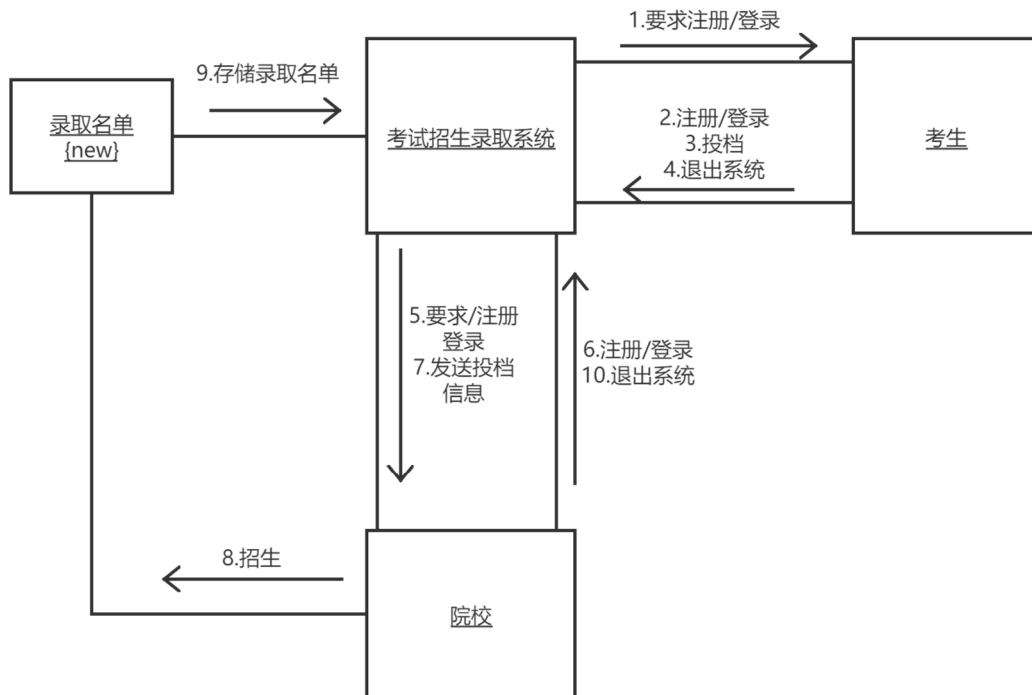 1.要求注册/登录
9.存储录取名单
录取名单
{new}
考试招生录取系统
2.注册/登录
3.投档
4.退出系统
考生
5.要求/注册
登录
7.发送投档
信息
6.注册/登录
10.退出系统
8.招生
院校